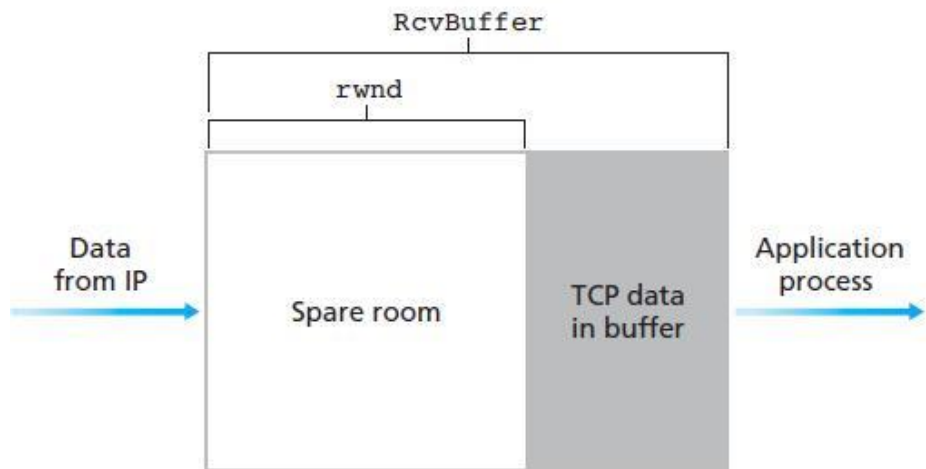 RcvBuffer
rwnd
Data
from IP
Spare room
TCP data
in buffer
Application
process